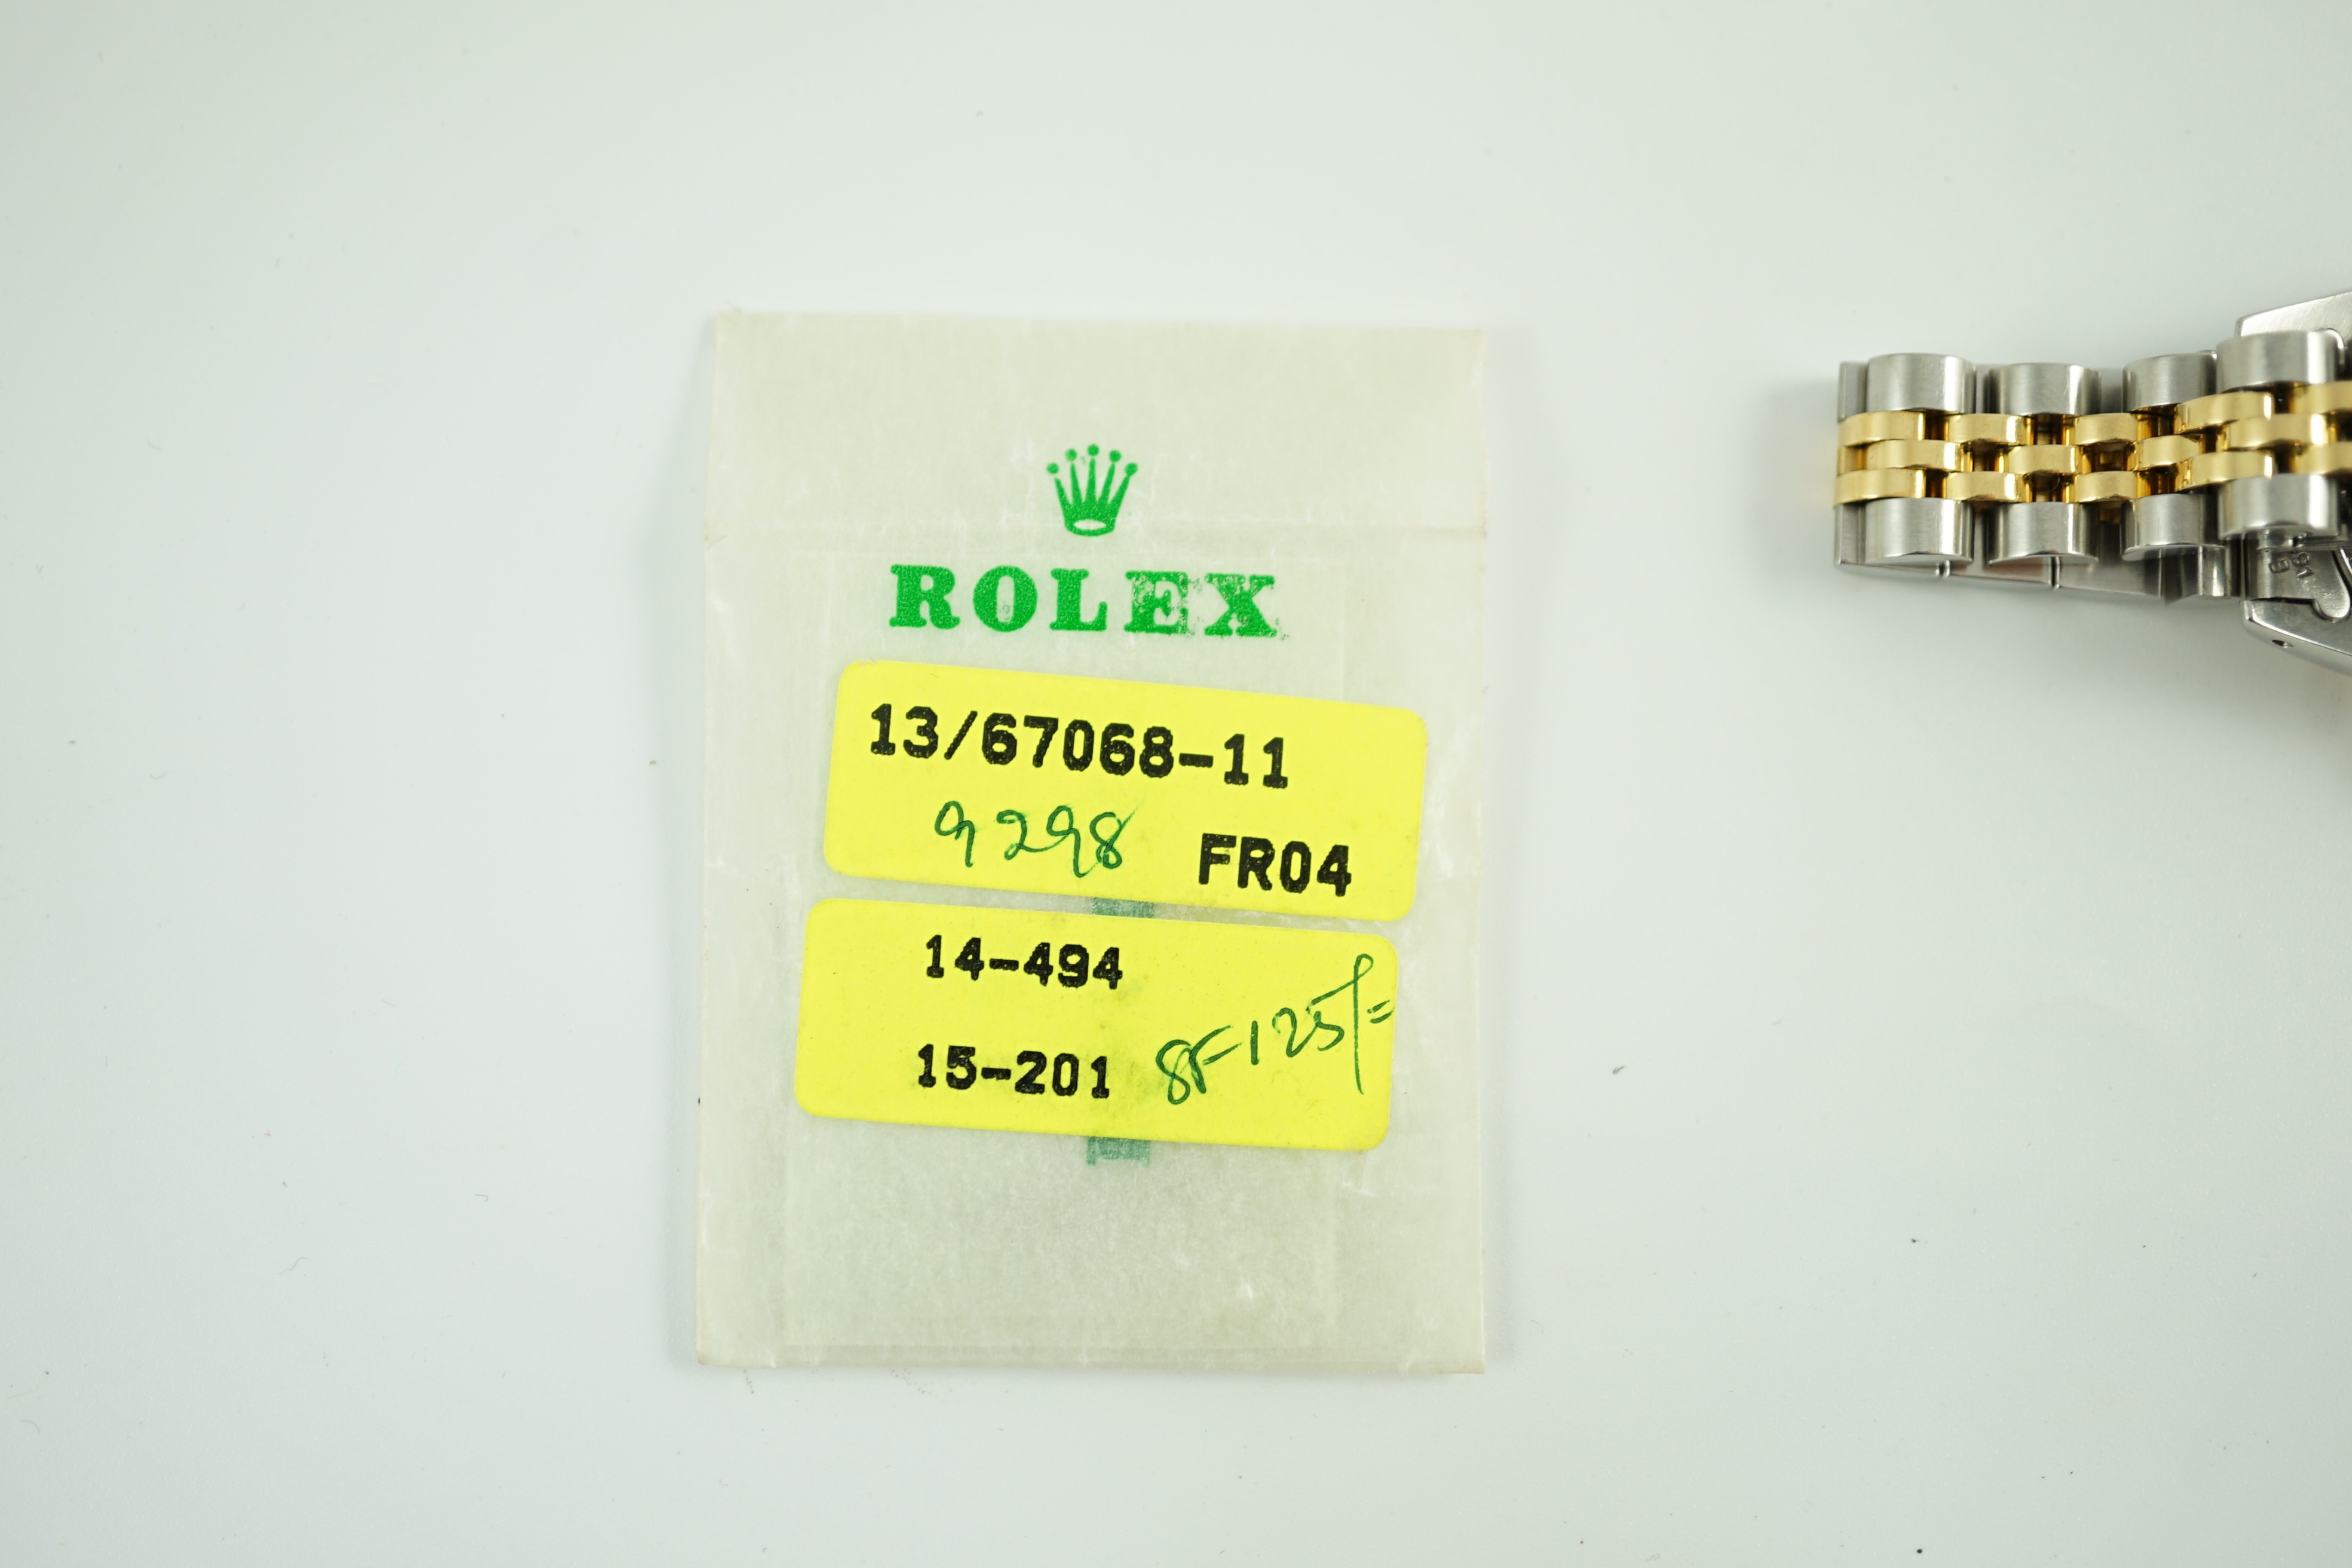 ROLEX
13/67068-11
9298 FR04
14-494
15-201 SF125/=